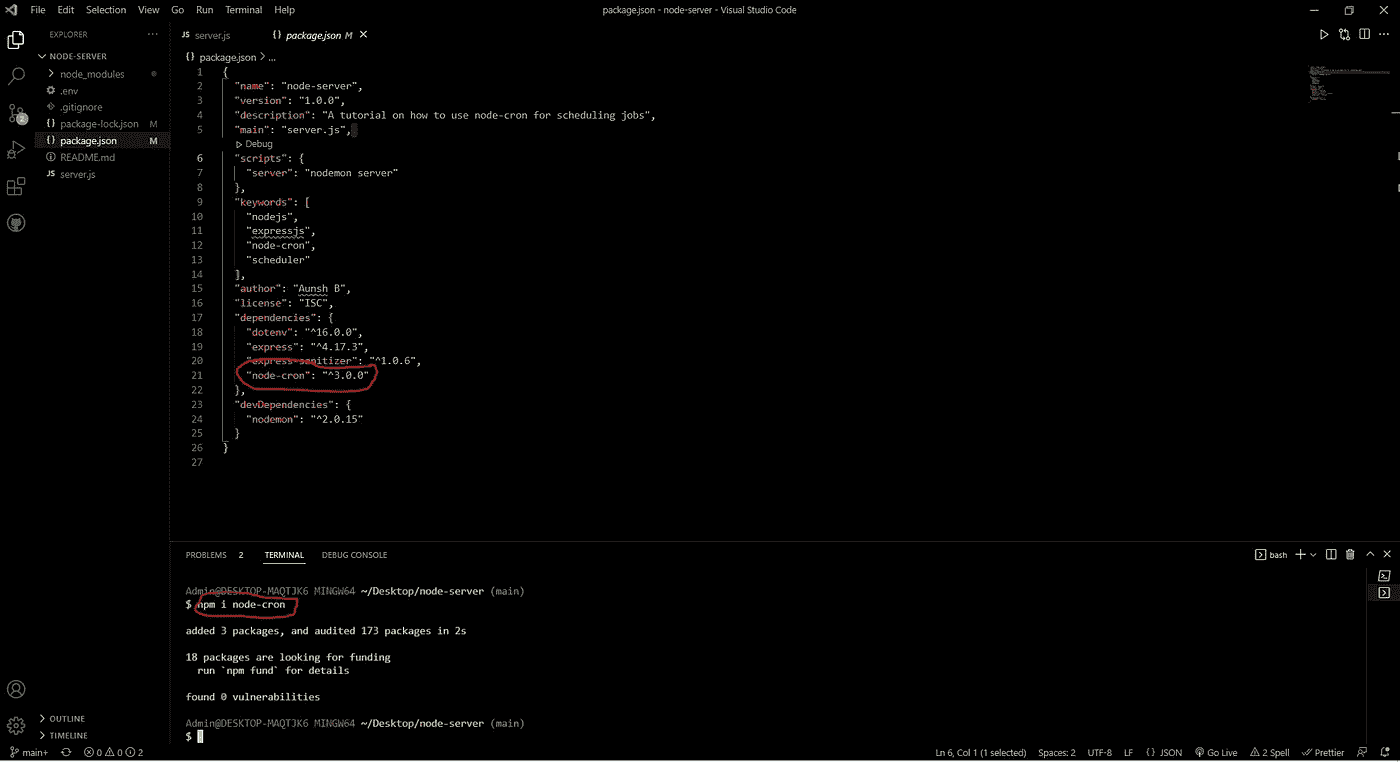 File Edit Selection View Go Run Terminal Help
package.json - node-server - Visual Studio Code
EXPLORER
NODE-SERVER
node_modules
.env
.gitignore
package-lock.json M
package.json M
README.md
JS server.js
OUTLINE
TIMELINE
JS server.js
{} package.json M
{} package.json > ...
1 {
2 "name": "node-server",
3 "version": "1.0.0",
4 "description": "A tutorial on how to use node-cron for scheduling jobs",
5 "main": "server.js",
Debug
6 "scripts": {
7 "server": "nodemon server"
8 },
9 "keywords": [
10 "nodejs",
11 "expressjs",
12 "node-cron",
13 "scheduler"
14 ],
15 "author": "Aunsh B",
16 "license": "ISC",
17 "dependencies": {
18 "dotenv": "^16.0.0",
19 "express": "^4.17.3",
20 "express-sanitizer": "^1.0.6",
21 "node-cron": "^3.0.0"
22 },
23 "devDependencies": {
24 "nodemon": "^2.0.15"
25 }
26 }
27
PROBLEMS 2 TERMINAL DEBUG CONSOLE
bash
Admin@DESKTOP-MAQTJK6 MINGW64 ~/Desktop/node-server (main)
$ npm i node-cron
added 3 packages, and audited 173 packages in 2s
18 packages are looking for funding
run `npm fund` for details
found 0 vulnerabilities
Admin@DESKTOP-MAQTJK6 MINGW64 ~/Desktop/node-server (main)
$
main+ 0 0 2
Ln 6, Col 1 (1 selected) Spaces: 2 UTF-8 LF {} JSON Go Live 2 Spell Prettier